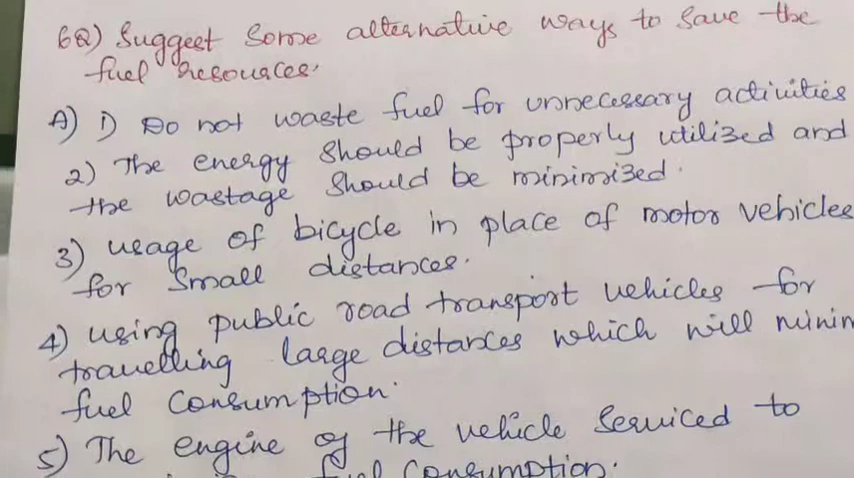 6Q) Suggest Some alternative ways to Save the
fuel resources.
A) 1) Do not waste fuel for unnecessary activities
2) The energy should be properly utilized and
the wastage should be minimized.
3) usage of bicycle in place of motor vehicles
for Small distances.
4) using public road transport vehicles for
travelling large distances which will minim
fuel consumption.
5) The engine of the vehicle Serviced to
fuel Consumption.